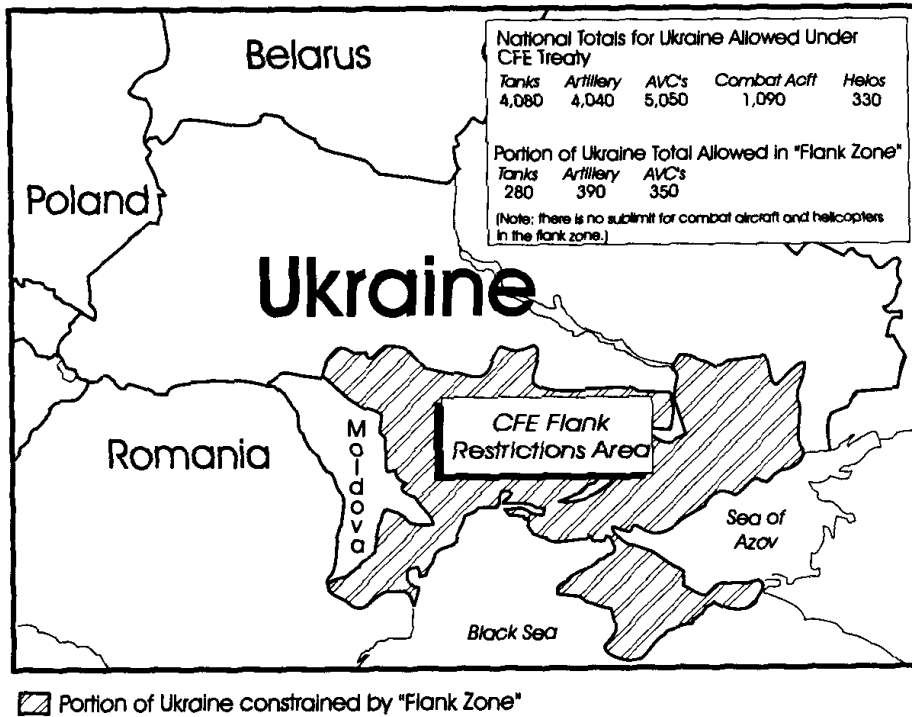 Belarus
Poland
Ukraine
Romania
Moldova
National Totals for Ukraine Allowed Under
CFE Treaty
Tanks Artillery AVC's Combat Acft Helos
4,080 4,040 5,050 1,090 330
Portion of Ukraine Total Allowed in "Flank Zone"
Tanks Artillery AVC's
280 390 350
(Note: there is no sublimit for combat aircraft and helicopters
in the flank zone.)
CFE Flank
Restrictions Area
Sea of
Azov
Black Sea
Portion of Ukraine constrained by "Flank Zone"